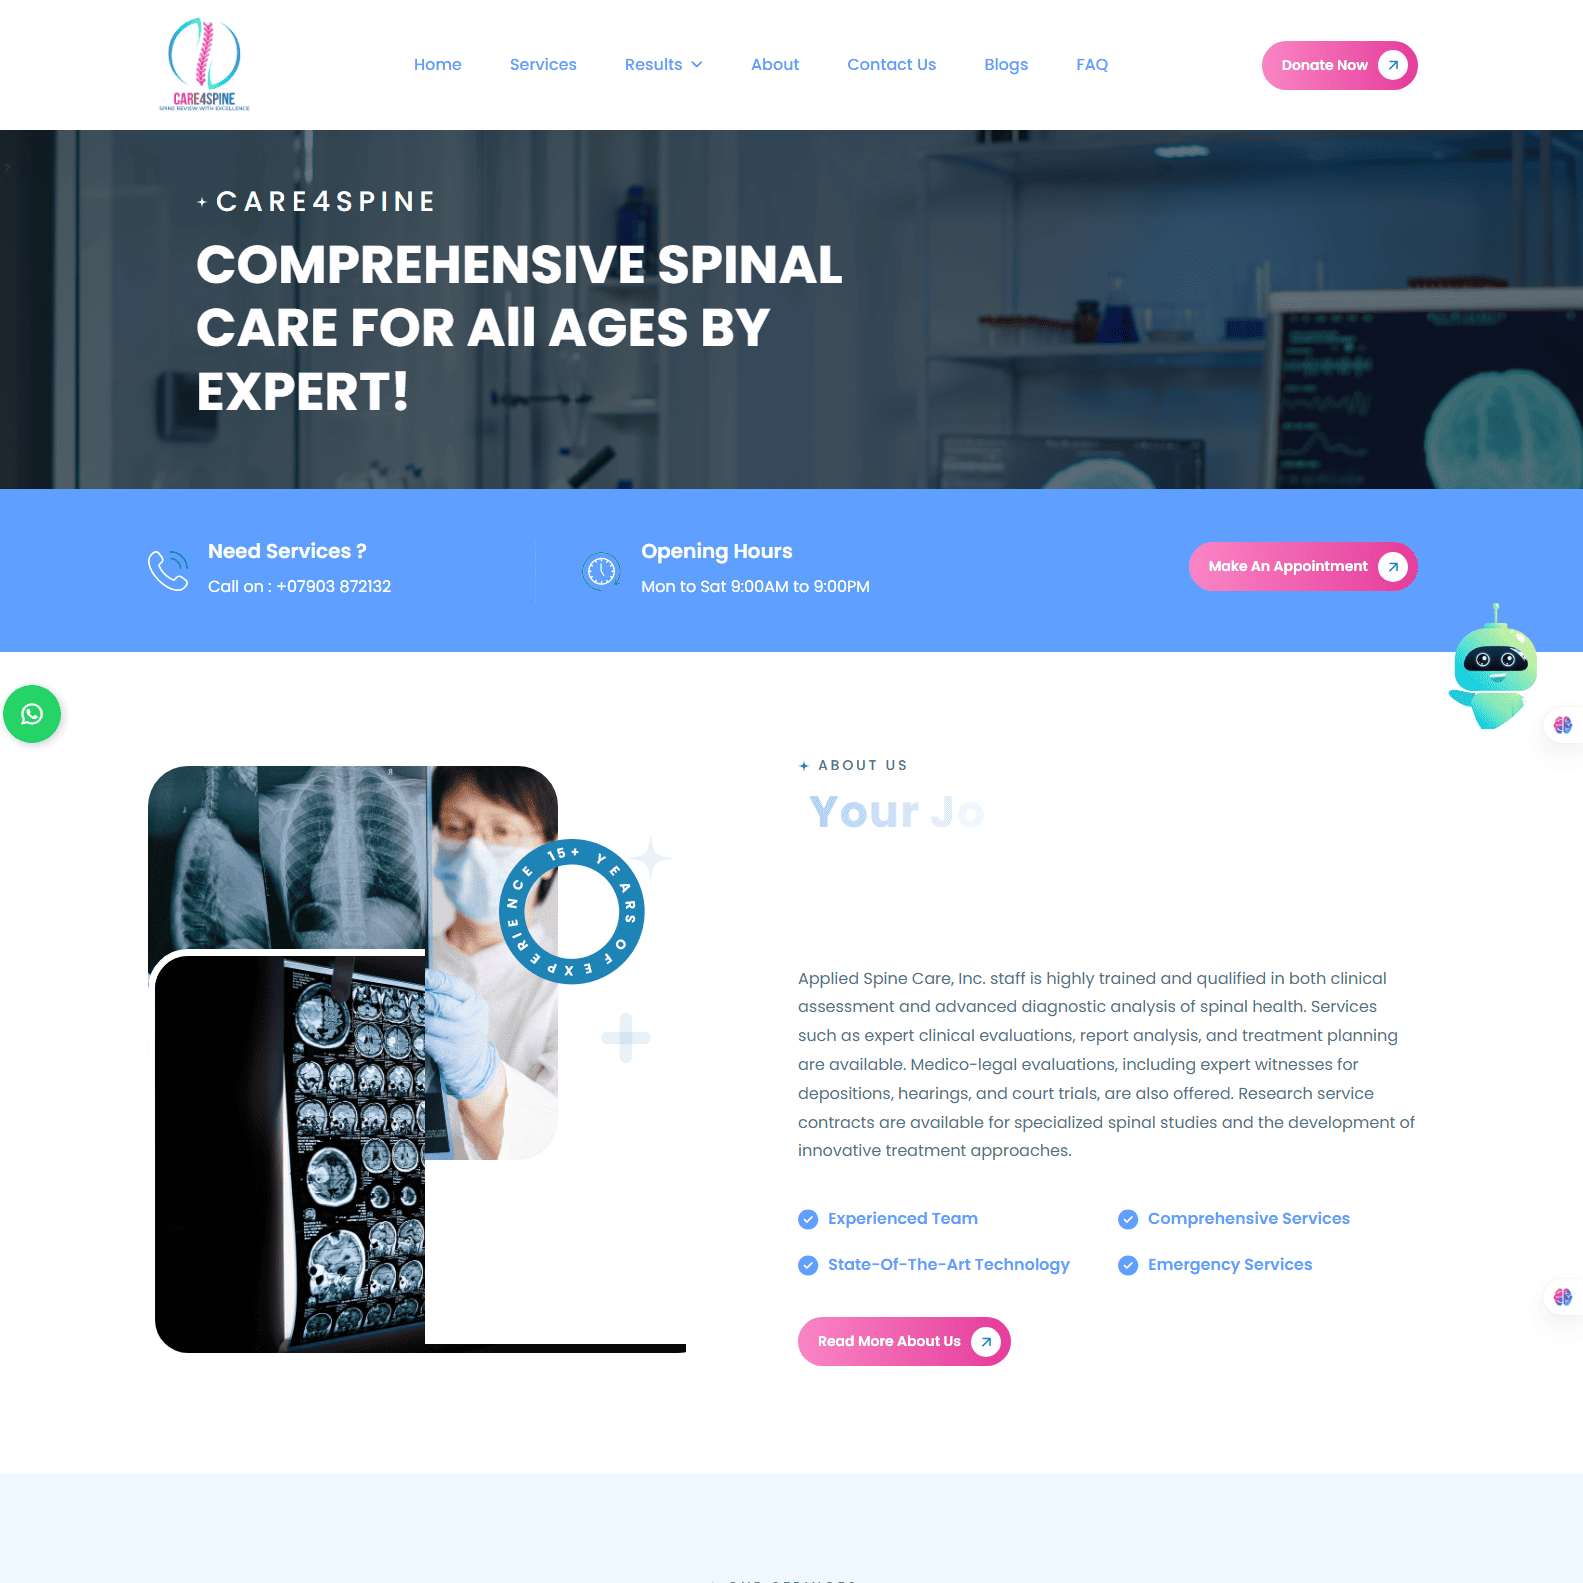 CARE4SPINE
SPINE REVIEW WITH EXCELLENCE
Home
Services
Results
About
Contact Us
Blogs
FAQ
Donate Now
CARE4SPINE
COMPREHENSIVE SPINAL
CARE FOR All AGES BY
EXPERT!
Need Services ?
Call on : +07903 872132
Opening Hours
Mon to Sat 9:00AM to 9:00PM
Make An Appointment
15+ YEARS OF EXPERIENCE
ABOUT US
Your Jo
Applied Spine Care, Inc. staff is highly trained and qualified in both clinical
assessment and advanced diagnostic analysis of spinal health. Services
such as expert clinical evaluations, report analysis, and treatment planning
are available. Medico-legal evaluations, including expert witnesses for
depositions, hearings, and court trials, are also offered. Research service
contracts are available for specialized spinal studies and the development of
innovative treatment approaches.
Experienced Team
Comprehensive Services
State-Of-The-Art Technology
Emergency Services
Read More About Us